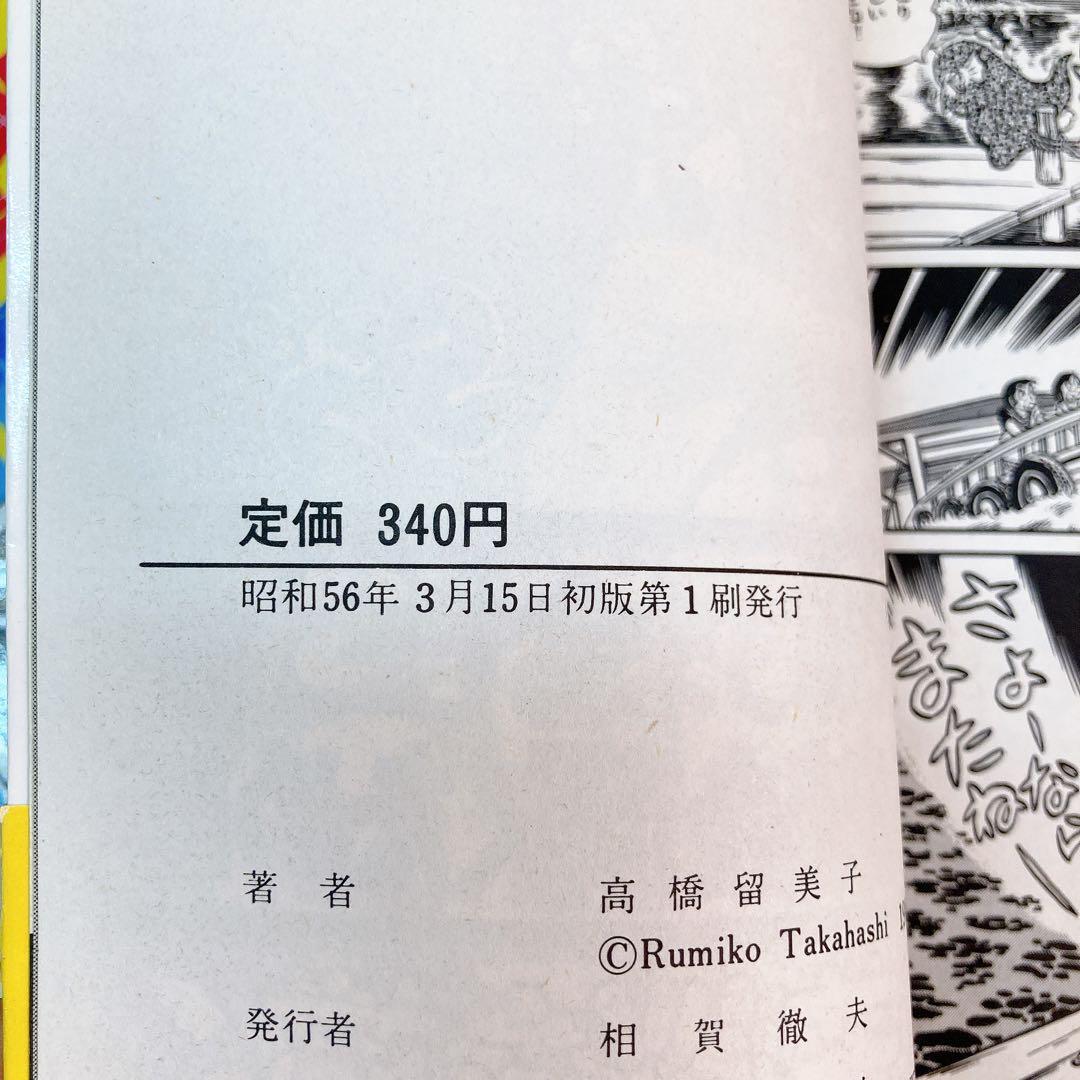 定価 340円
昭和56年3月15日初版第1刷発行
著者 高橋留美子
©Rumiko Takahashi
発行者 相賀徹夫
さよーなら
またねー